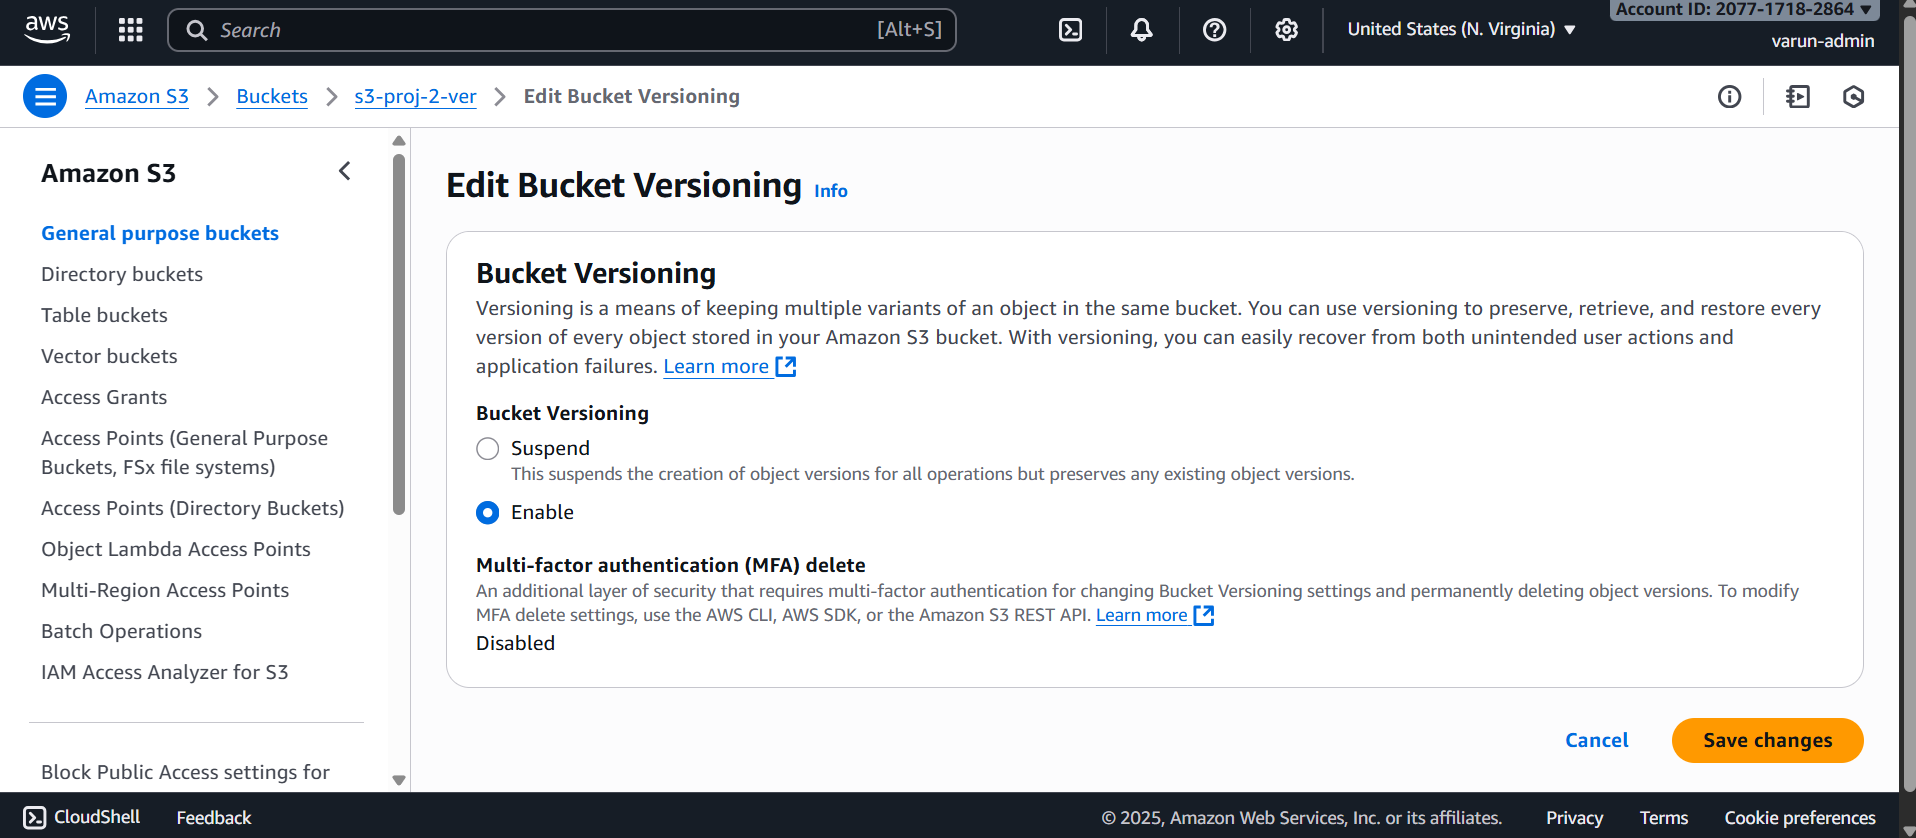 aws
Search
[Alt+S]
United States (N. Virginia)
Account ID: 2077-1718-2864
varun-admin
Amazon S3
Buckets
s3-proj-2-ver
Edit Bucket Versioning
Amazon S3
General purpose buckets
Directory buckets
Table buckets
Vector buckets
Access Grants
Access Points (General Purpose
Buckets, FSx file systems)
Access Points (Directory Buckets)
Object Lambda Access Points
Multi-Region Access Points
Batch Operations
IAM Access Analyzer for S3
Block Public Access settings for
Edit Bucket Versioning Info
Bucket Versioning
Versioning is a means of keeping multiple variants of an object in the same bucket. You can use versioning to preserve, retrieve, and restore every
version of every object stored in your Amazon S3 bucket. With versioning, you can easily recover from both unintended user actions and
application failures. Learn more
Bucket Versioning
Suspend
This suspends the creation of object versions for all operations but preserves any existing object versions.
Enable
Multi-factor authentication (MFA) delete
An additional layer of security that requires multi-factor authentication for changing Bucket Versioning settings and permanently deleting object versions. To modify
MFA delete settings, use the AWS CLI, AWS SDK, or the Amazon S3 REST API. Learn more
Disabled
Cancel
Save changes
CloudShell
Feedback
© 2025, Amazon Web Services, Inc. or its affiliates.
Privacy
Terms
Cookie preferences